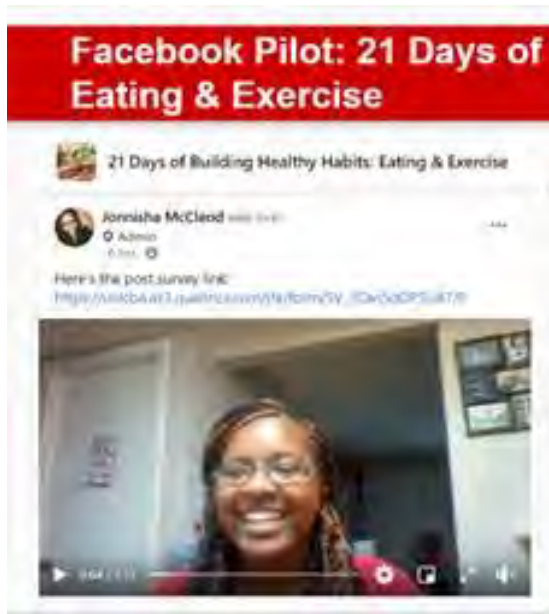 Facebook Pilot: 21 Days of
Eating & Exercise
21 Days of Building Healthy Habits: Eating & Exercise
Jonnisha McCleod
Admin
Here's the post survey link: